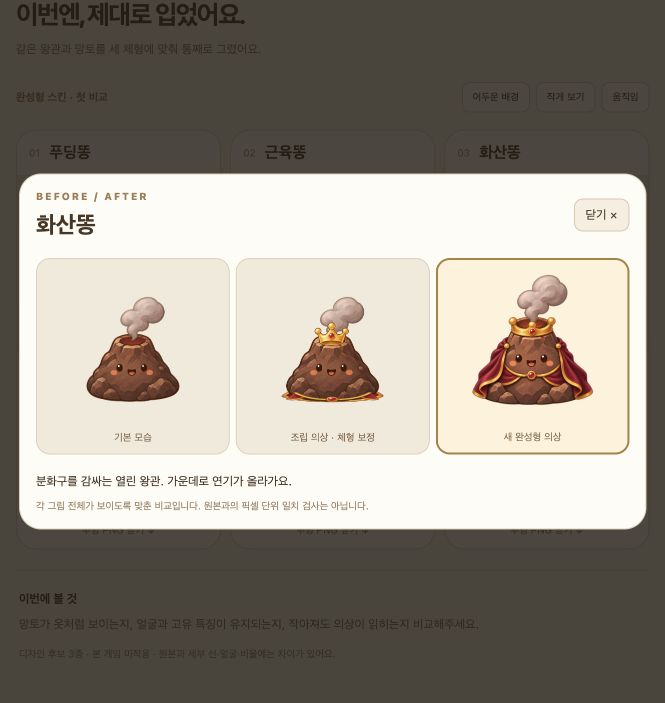 이번엔, 제대로 입었어요.
같은 왕관과 망토를 세 체형에 맞춰 통째로 그렸어요.
완성형 스킨 · 첫 비교
어두운 배경
작게 보기
움직임
01 푸딩똥
02 근육똥
03 화산똥
BEFORE / AFTER
화산똥
닫기 ×
기본 모습
조립 의상 · 체형 보정
새 완성형 의상
분화구를 감싸는 열린 왕관. 가운데로 연기가 올라가요.
각 그림 전체가 보이도록 맞춘 비교입니다. 원본과의 픽셀 단위 일치 검사는 아닙니다.
이번에 볼 것
망토가 옷처럼 보이는지, 얼굴과 고유 특징이 유지되는지, 작아져도 의상이 읽히는지 비교해주세요.
디자인 후보 3종 · 본 게임 미적용 · 원본과 세부 선·얼굴·비율에는 차이가 있어요.